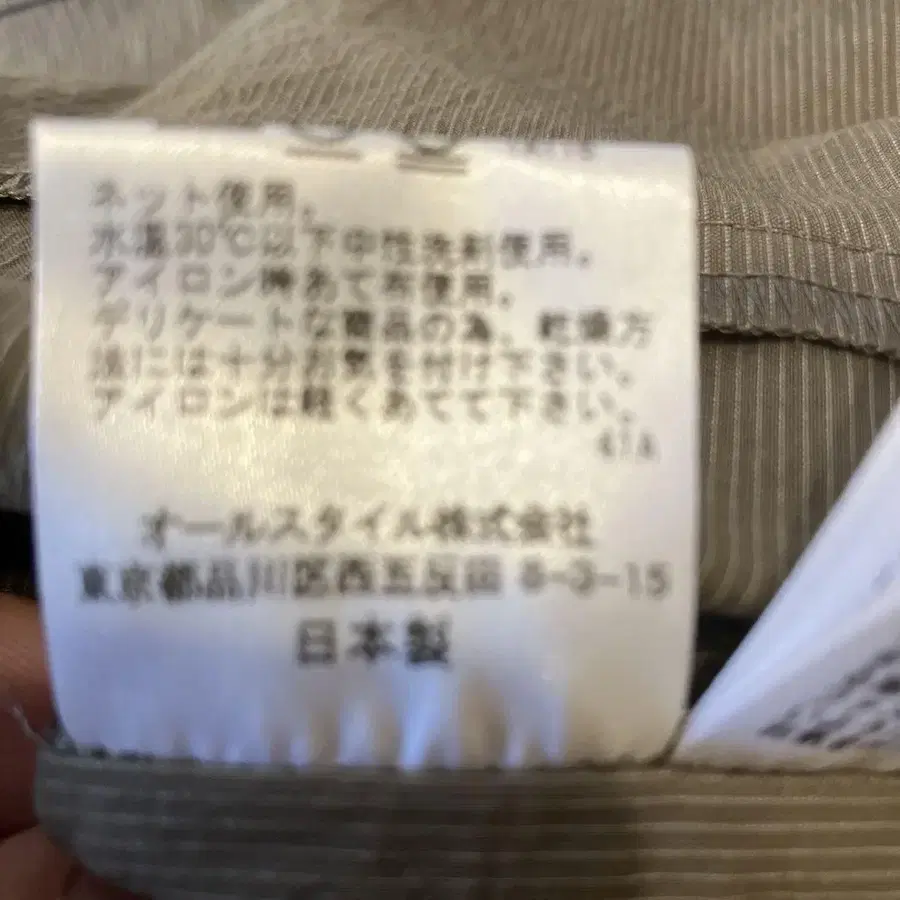 ネット使用。
水温30℃以下中性洗剤使用。
アイロン時あて布使用。
デリケートな商品の為、乾燥方
法には十分お気を付け下さい。
アイロンは軽くあてて下さい。
41A
オールスタイル株式会社
東京都品川区西五反田 8-3-15
日本製